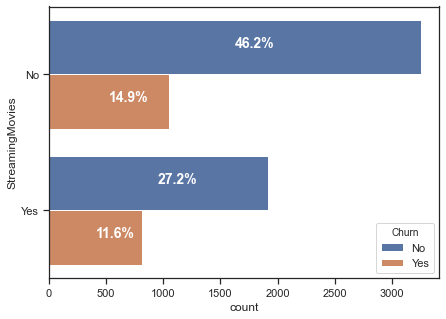 46.2%
No
14.9%
StreamingMovies
27.2%
Yes
11.6%
Churn
No
Yes
0 500 1000 1500 2000 2500 3000
count